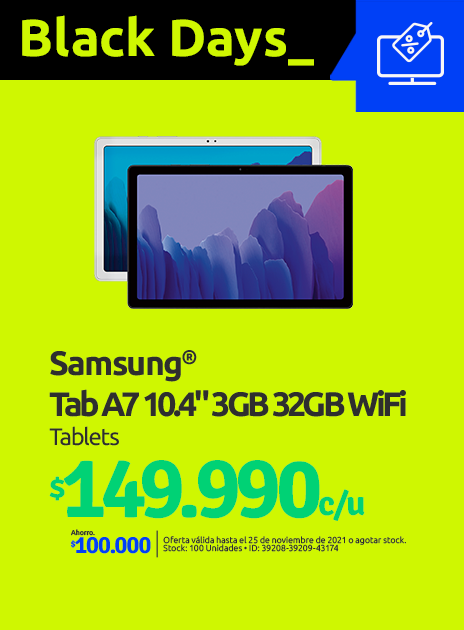 Black Days_
%
Samsung®
Tab A7 10.4" 3GB 32GB WiFi
Tablets
$149.990c/u
Ahorro.
$100.000
Oferta válida hasta el 25 de noviembre de 2021 o agotar stock.
Stock: 100 Unidades • ID: 39208-39209-43174